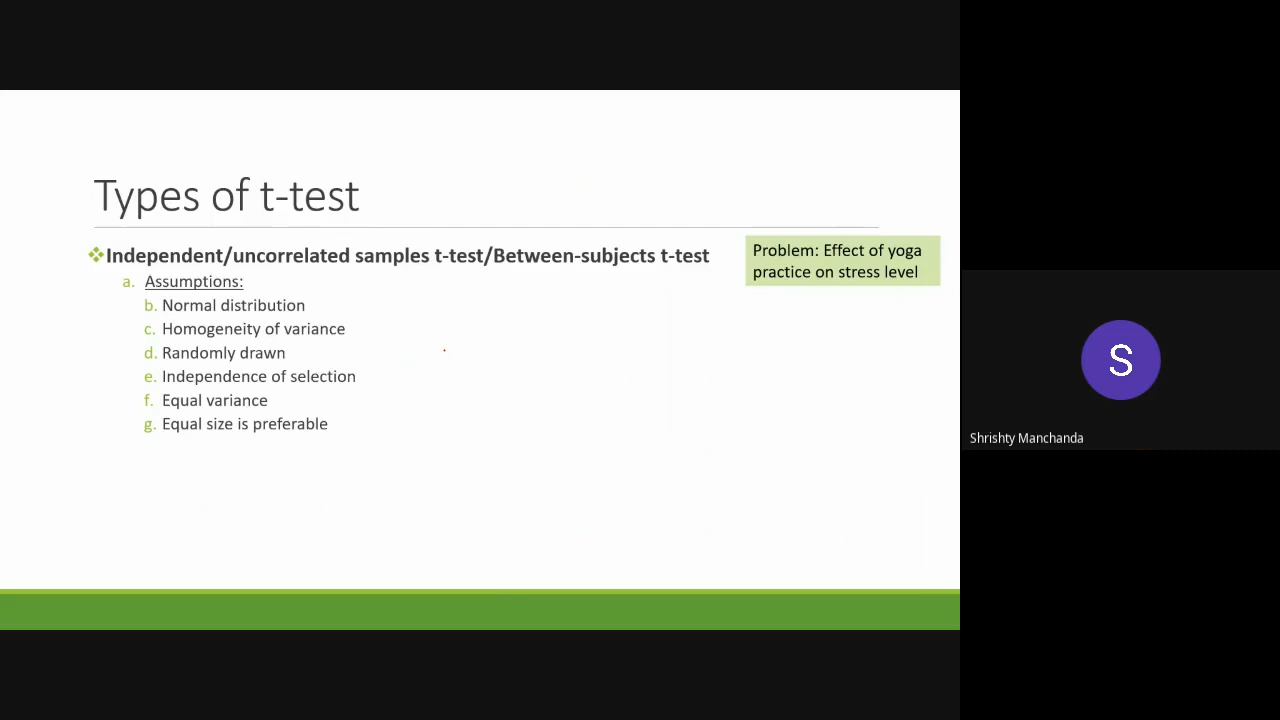 Types of t-test
❖Independent/uncorrelated samples t-test/Between-subjects t-test
a. Assumptions:
b. Normal distribution
c. Homogeneity of variance
d. Randomly drawn
e. Independence of selection
f. Equal variance
g. Equal size is preferable
Problem: Effect of yoga
practice on stress level
S
Shrishty Manchanda